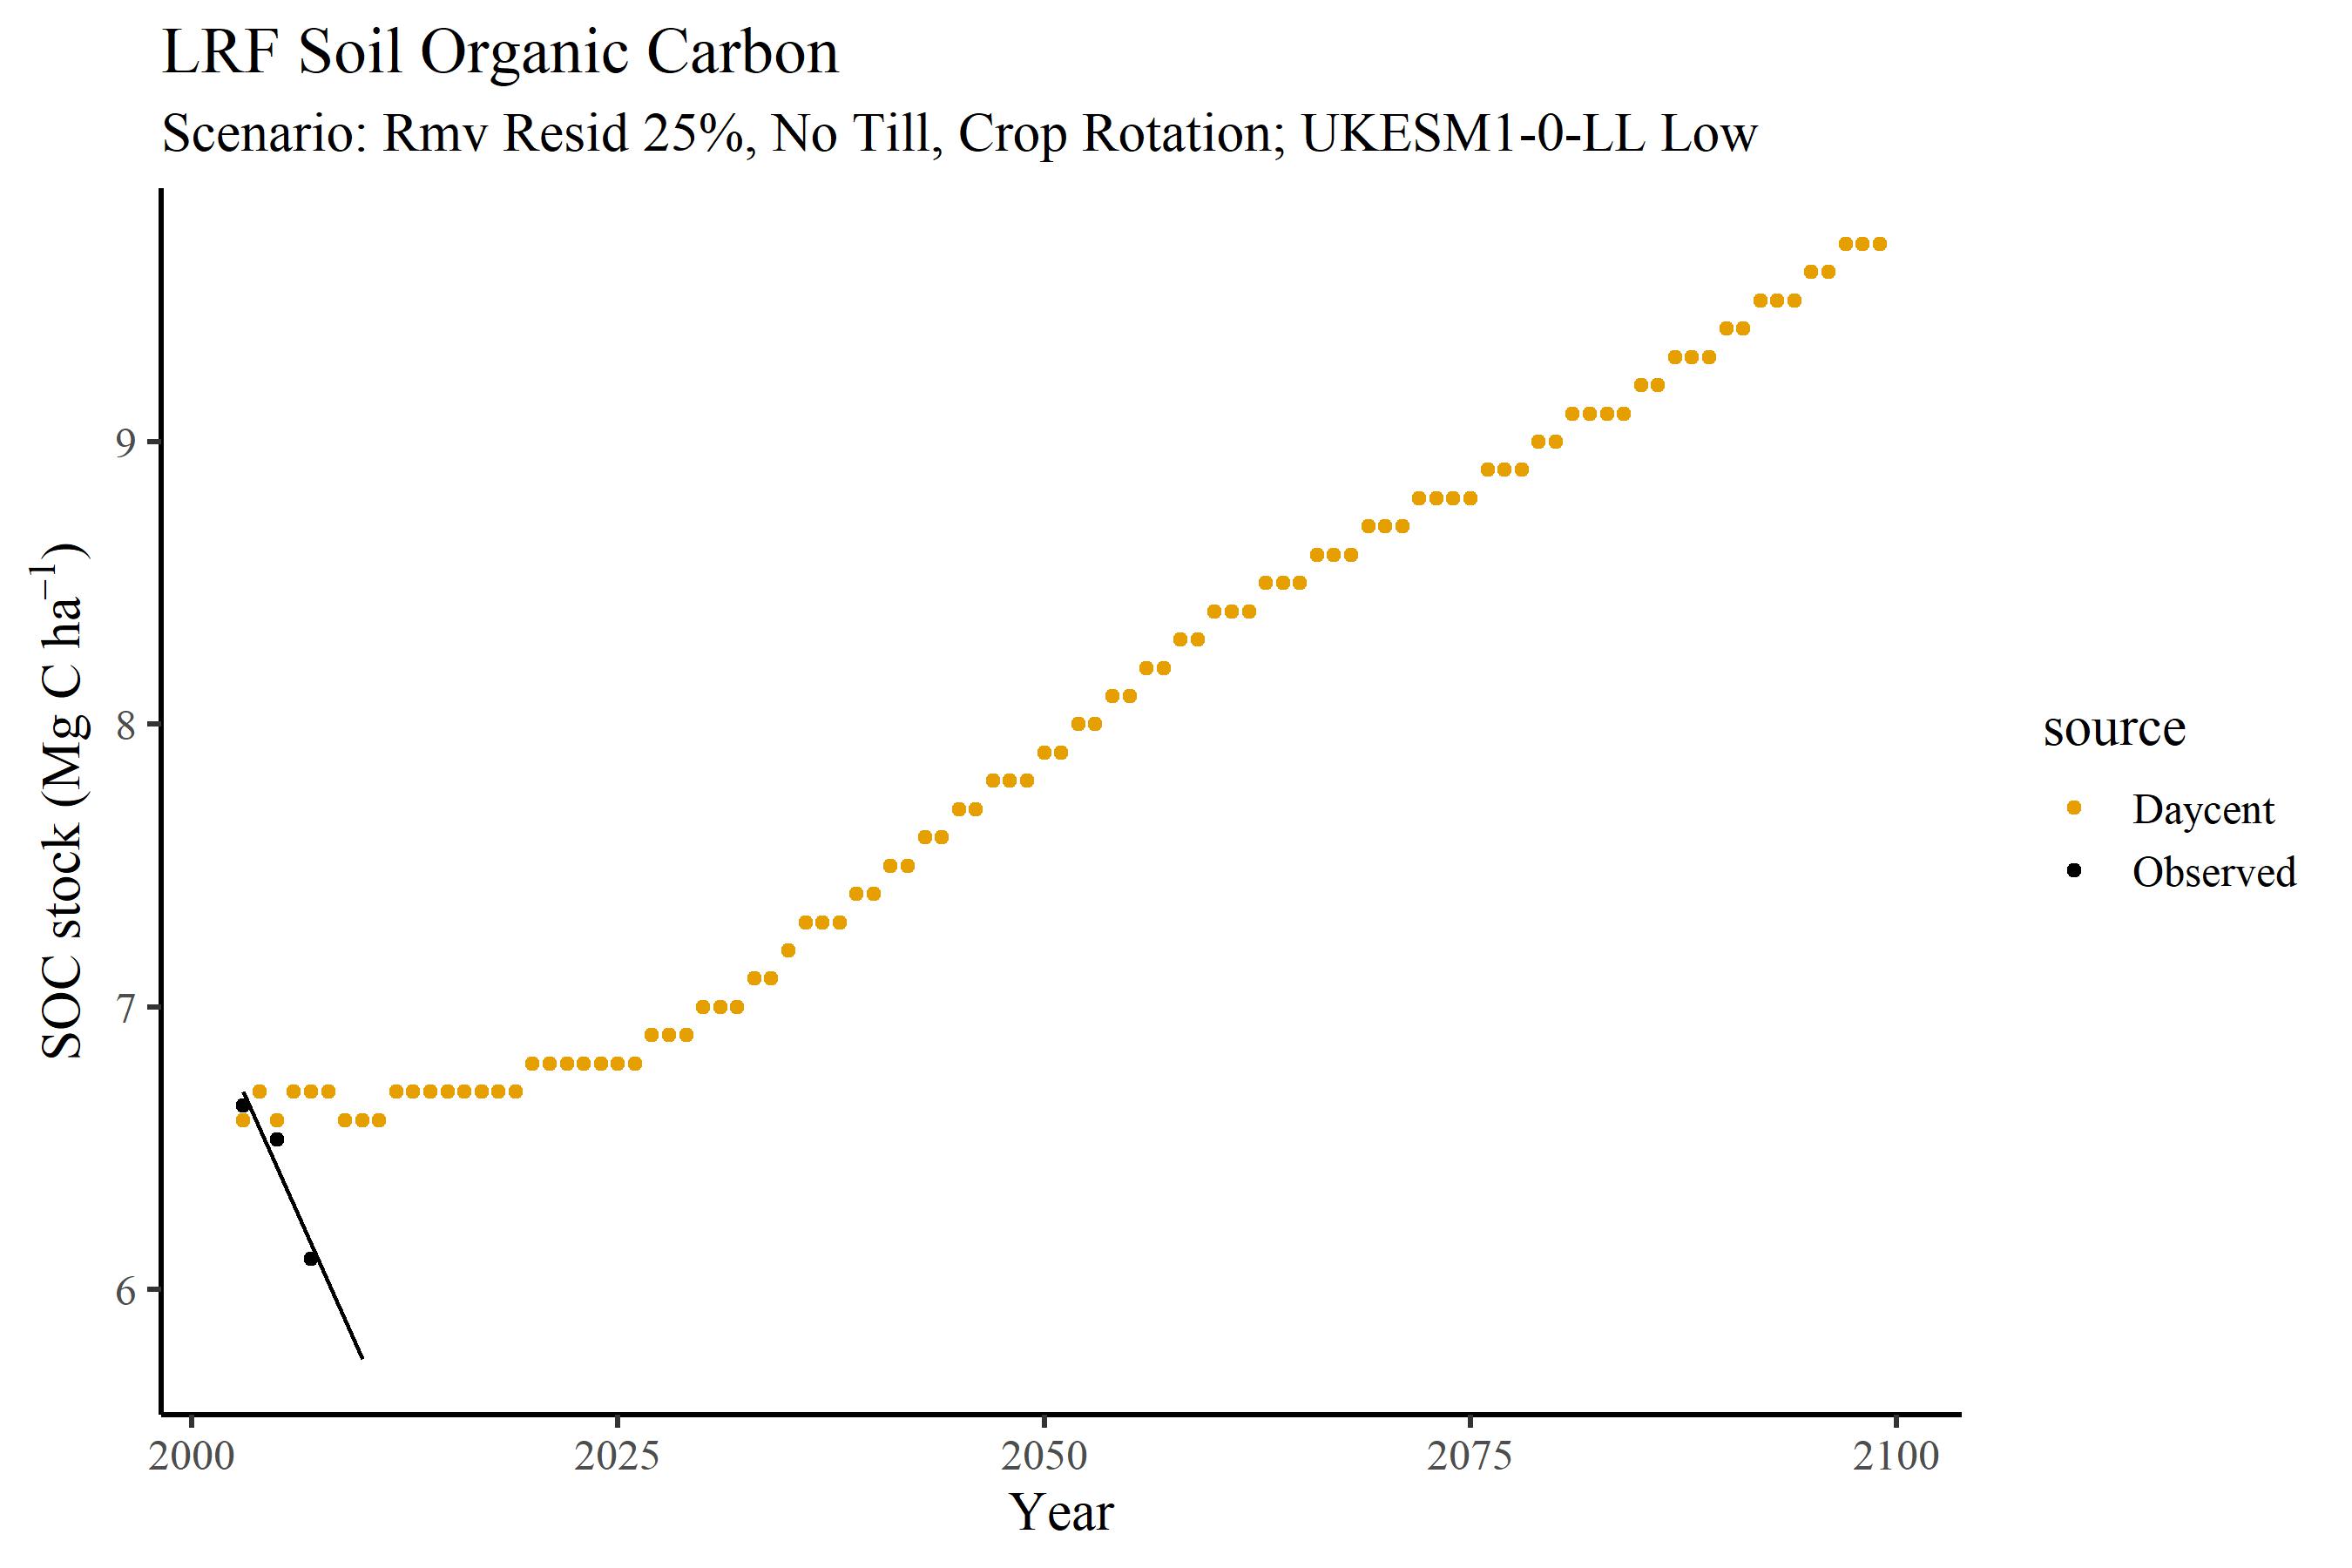 LRF Soil Organic Carbon
Scenario: Rmv Resid 25%, No Till, Crop Rotation; UKESM1-0-LL Low
SOC stock (Mg C ha⁻¹)
9
8
7
6
2000 2025 2050 2075 2100
Year
source
Daycent
Observed